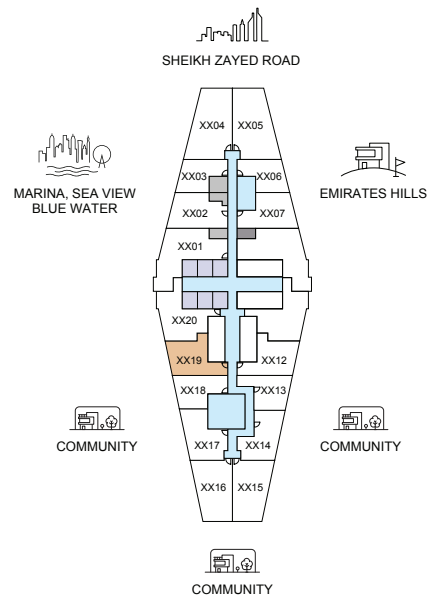 SHEIKH ZAYED ROAD
XX04 XX05
MARINA, SEA VIEW
BLUE WATER
XX03 XX06
EMIRATES HILLS
XX02 XX07
XX01
XX20
XX19 XX12
XX18 XX13
COMMUNITY
XX17 XX14
COMMUNITY
XX16 XX15
COMMUNITY